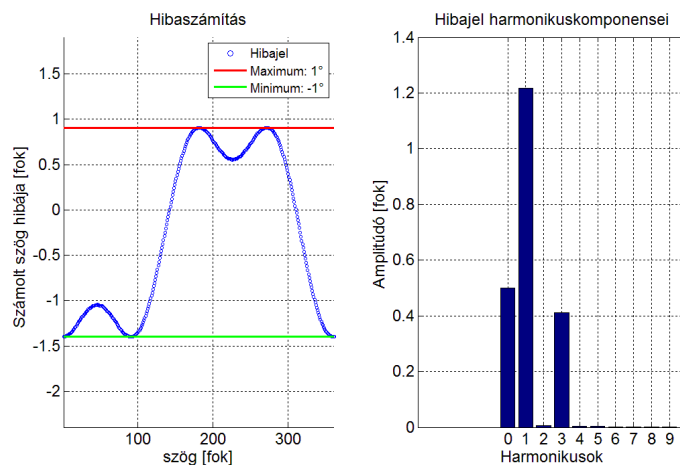 Hibaszámítás
Hibajel
Maximum: 1°
Minimum: -1°
1.5
1
0.5
0
-0.5
-1
-1.5
-2
Számolt szög hibája [fok]
100 300
szög [fok]
Hibajel harmonikuskomponensei
1.4
1.2
1
0.8
0.6
0.4
0.2
0
Amplitúdó [fok]
0 1 2 3 4 5 6 7 8 9
Harmonikusok